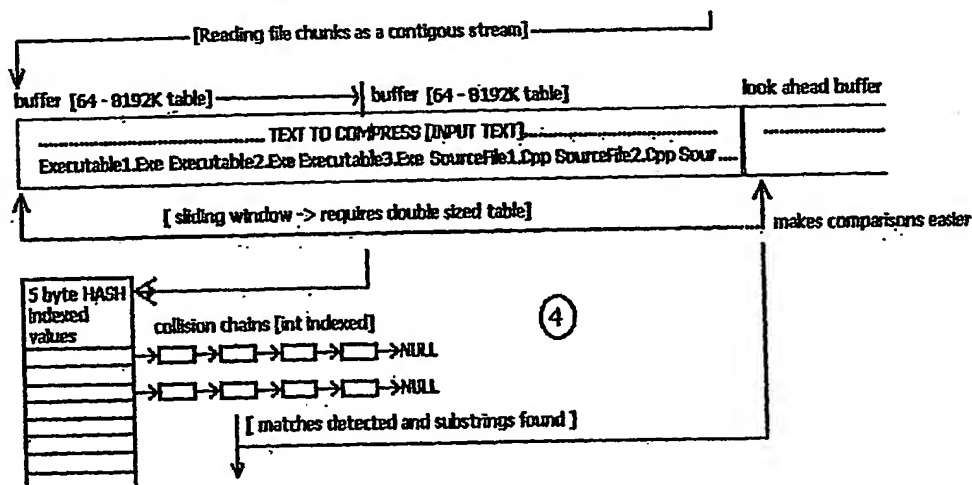 [Reading file chunks as a contigous stream]
buffer [64 - 8192K table]
buffer [64 - 8192K table]
look ahead buffer
TEXT TO COMPRESS [INPUT TEXT]
Executable1.Exe Executable2.Exe Executable3.Exe SourceFile1.Cpp SourceFile2.Cpp Sour....
[ sliding window -> requires double sized table]
makes comparisons easier
5 byte HASH
indexed
values
collision chains [int indexed]
4
NULL
NULL
[ matches detected and substrings found ]